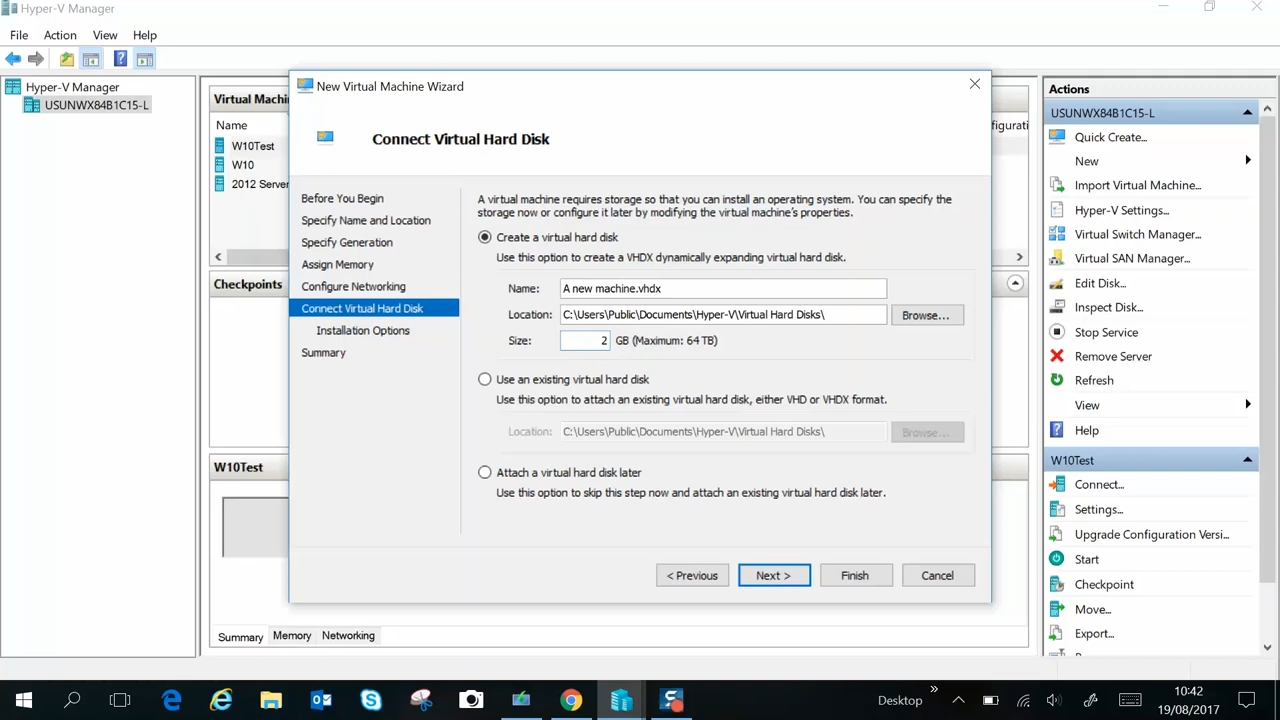 Hyper-V Manager
File Action View Help
Hyper-V Manager
USUNWX84B1C15-L
Virtual Machi
Name
W10Test
W10
2012 Server
Checkpoints
W10Test
Summary Memory Networking
New Virtual Machine Wizard
Connect Virtual Hard Disk
Before You Begin
Specify Name and Location
Specify Generation
Assign Memory
Configure Networking
Connect Virtual Hard Disk
Installation Options
Summary
A virtual machine requires storage so that you can install an operating system. You can specify the
storage now or configure it later by modifying the virtual machine's properties.
Create a virtual hard disk
Use this option to create a VHDX dynamically expanding virtual hard disk.
Name: A new machine.vhdx
Location: C:\Users\Public\Documents\Hyper-V\Virtual Hard Disks\ Browse...
Size: 2 GB (Maximum: 64 TB)
Use an existing virtual hard disk
Use this option to attach an existing virtual hard disk, either VHD or VHDX format.
Location: C:\Users\Public\Documents\Hyper-V\Virtual Hard Disks\ Browse...
Attach a virtual hard disk later
Use this option to skip this step now and attach an existing virtual hard disk later.
< Previous Next > Finish Cancel
figurati
Actions
USUNWX84B1C15-L
Quick Create...
New
Import Virtual Machine...
Hyper-V Settings...
Virtual Switch Manager...
Virtual SAN Manager...
Edit Disk...
Inspect Disk...
Stop Service
Remove Server
Refresh
View
Help
W10Test
Connect...
Settings...
Upgrade Configuration Versi...
Start
Checkpoint
Move...
Export...
Desktop
10:42
19/08/2017